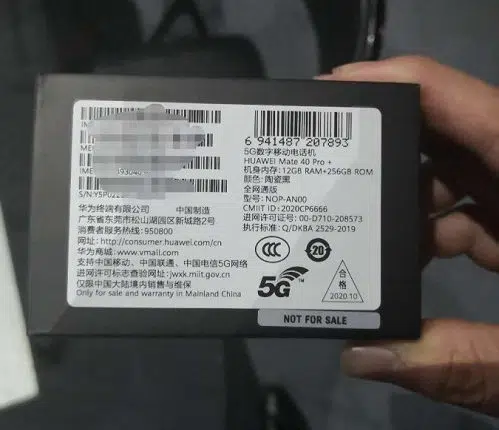 IME
IME
393040
S/N:Y5P022
华为终端有限公司 中国制造
广东省东莞市松山湖园区新城路2号
消费者服务热线: 950800
网址: http://consumer.huawei.com/cn
华为商城: www.vmall.com
支持中国移动、中国联通、中国电信5G网络
进网许可标志查验网址: jwxk.miit.gov.cn
仅限中国大陆境内销售与维保
Only for sale and warranty in Mainland China
6 941487 207893
5G数字移动电话机
HUAWEI Mate 40 Pro +
机身内存: 12GB RAM+256GB ROM
颜色: 陶瓷黑
全网通版
型号: NOP-AN00
CMIIT ID: 2020CP6666
进网许可证号: 00-D710-208573
执行标准: Q/DKBA 2529-2019
CCC
20
5G
TM
合格
2020.10
NOT FOR SALE